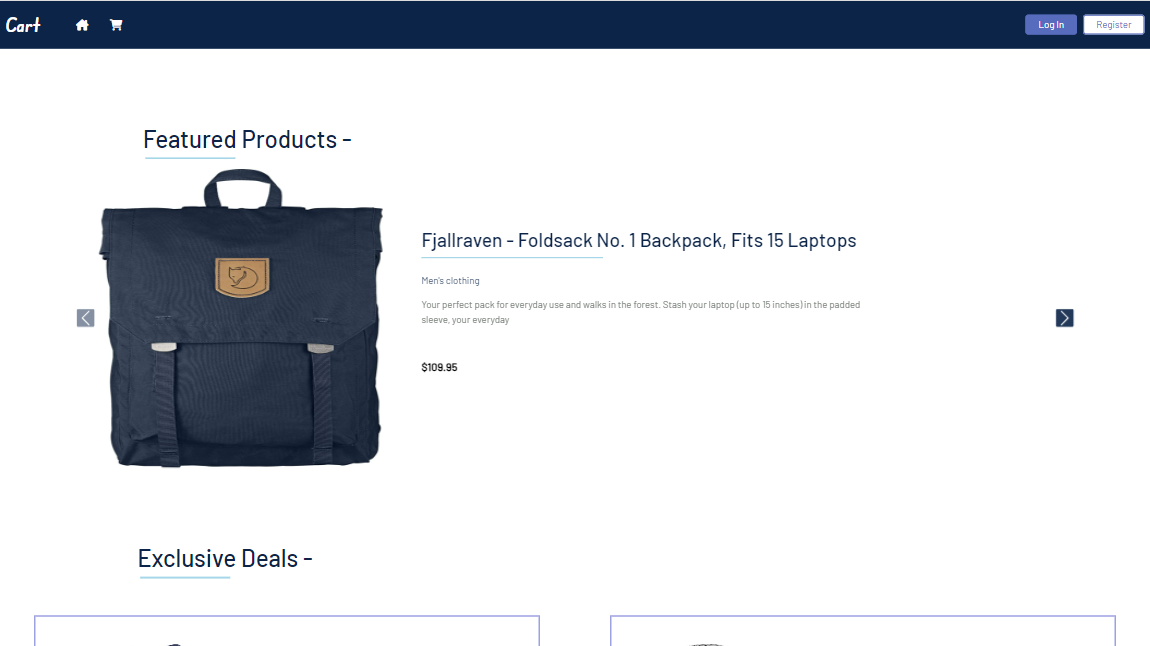 Cart
Log In
Register
Featured Products -
Fjallraven - Foldsack No. 1 Backpack, Fits 15 Laptops
Men's clothing
Your perfect pack for everyday use and walks in the forest. Stash your laptop (up to 15 inches) in the padded
sleeve, your everyday
$109.95
Exclusive Deals -